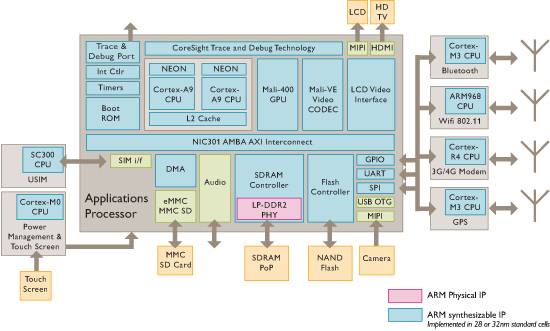 LCD
HD
TV
Trace &
Debug Port
CoreSight Trace and Debug Technology
MIPI
HDMI
Int Ctlr
Timers
Boot
ROM
NEON
NEON
Cortex-A9
CPU
Cortex-
A9 CPU
L2 Cache
Mali-400
GPU
Mali-VE
Video
CODEC
LCD Video
Interface
NIC301 AMBA AXI Interconnect
Cortex-
M3 CPU
Bluetooth
ARM968
CPU
Wifi 802.11
Cortex-
R4 CPU
3G/4G Modem
Cortex-
M3 CPU
GPS
SC300
CPU
USIM
SIM i/f
Cortex-M0
CPU
Power
Management &
Touch Screen
Touch
Screen
Applications
Processor
DMA
eMMC
MMC SD
Audio
SDRAM
Controller
LP-DDR2
PHY
Flash
Controller
GPIO
UART
SPI
USB OTG
MIPI
MMC
SD Card
SDRAM
PoP
NAND
Flash
Camera
ARM Physical IP
ARM synthesizable IP
Implemented in 28 or 32nm standard cells